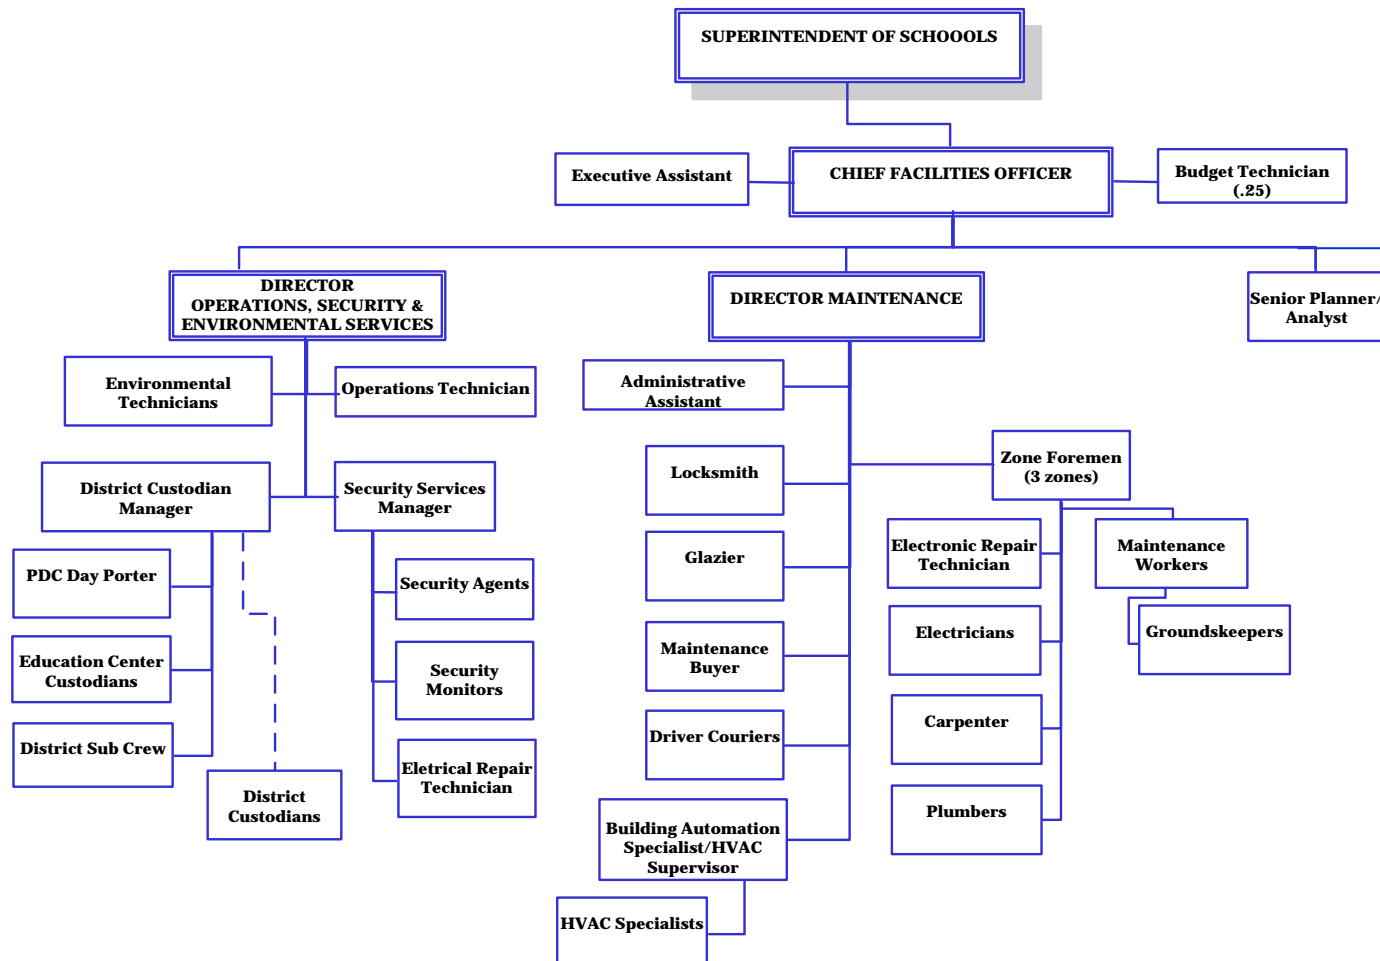 SUPERINTENDENT OF SCHOOOLS
Executive Assistant
CHIEF FACILITIES OFFICER
Budget Technician
(.25)
DIRECTOR
OPERATIONS, SECURITY &
ENVIRONMENTAL SERVICES
DIRECTOR MAINTENANCE
Senior Planner/
Analyst
Environmental
Technicians
Operations Technician
District Custodian
Manager
Security Services
Manager
PDC Day Porter
Education Center
Custodians
District Sub Crew
District
Custodians
Security Agents
Security
Monitors
Eletrical Repair
Technician
Administrative
Assistant
Locksmith
Glazier
Maintenance
Buyer
Driver Couriers
Building Automation
Specialist/HVAC
Supervisor
HVAC Specialists
Zone Foremen
(3 zones)
Electronic Repair
Technician
Electricians
Carpenter
Plumbers
Maintenance
Workers
Groundskeepers